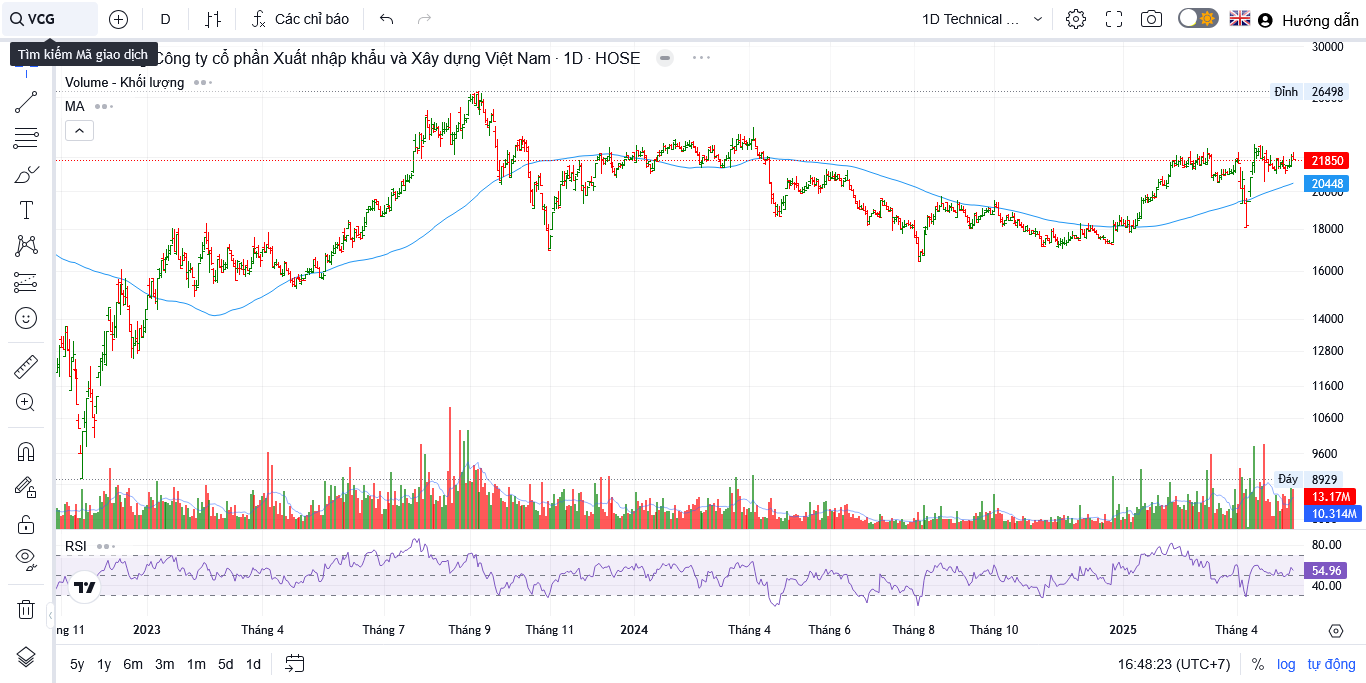 VCG
D
Các chỉ báo
1D Technical ...
Hướng dẫn
Tìm kiếm Mã giao dịch
Công ty cổ phần Xuất nhập khẩu và Xây dựng Việt Nam · 1D · HOSE
Volume - Khối lượng
MA
30000
Đỉnh 26498
21850
20448
18000
16000
14000
12800
11600
10600
9600
Đáy 8929
13.17M
10.314M
RSI
80.00
54.96
40.00
ng 11 2023 Tháng 4 Tháng 7 Tháng 9 Tháng 11 2024 Tháng 4 Tháng 6 Tháng 8 Tháng 10 2025 Tháng 4
5y 1y 6m 3m 1m 5d 1d
16:48:23 (UTC+7) % log tự động